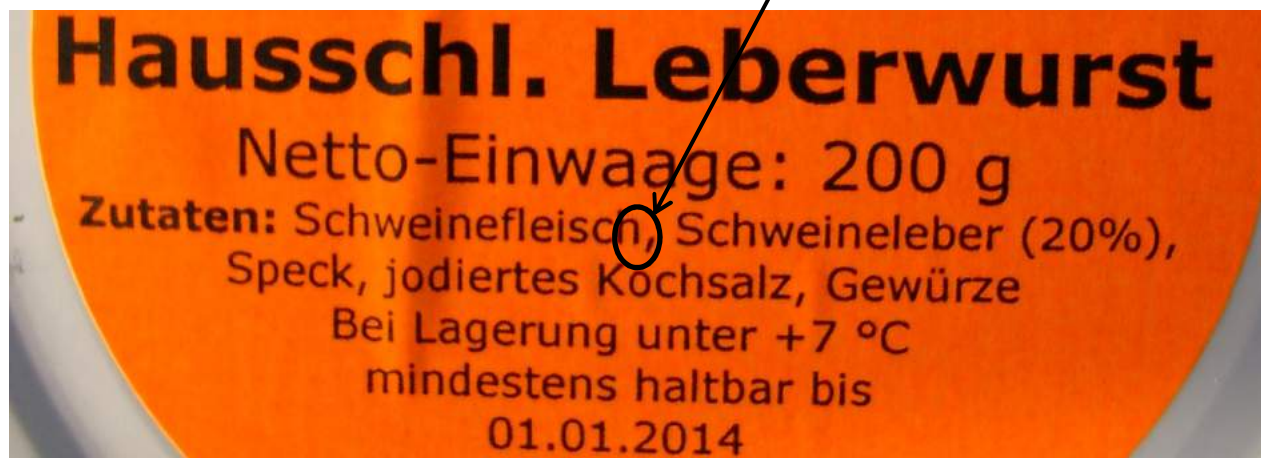 Hausschl. Leberwurst
Netto-Einwaage: 200 g
Zutaten: Schweinefleisch, Schweineleber (20%),
Speck, jodiertes Kochsalz, Gewürze
Bei Lagerung unter +7 °C
mindestens haltbar bis
01.01.2014